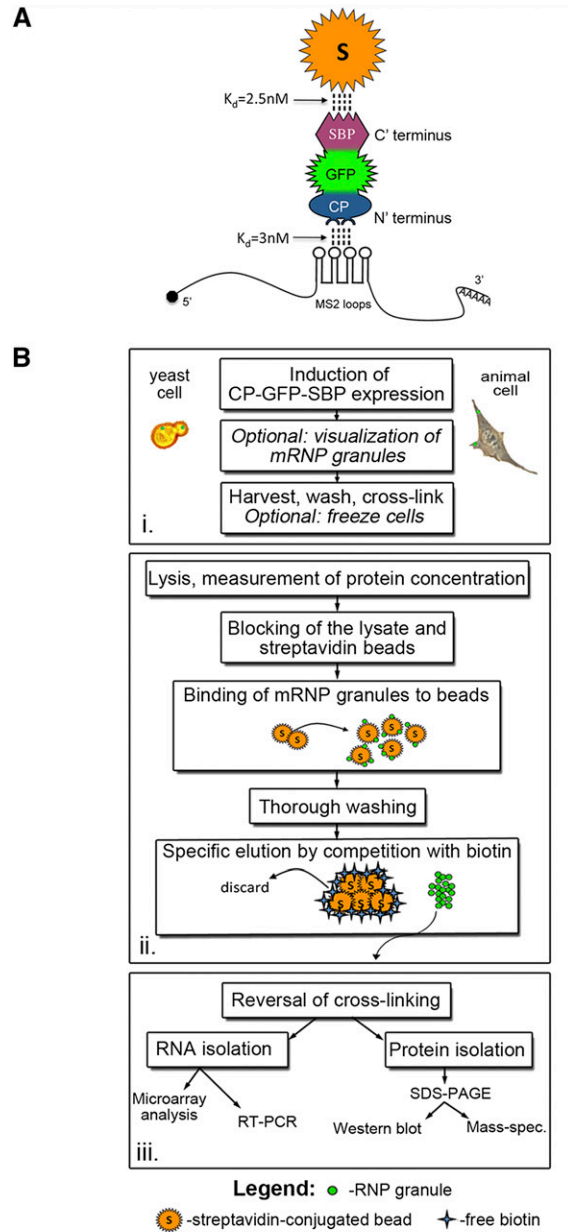 A
S
K_d=2.5nM
SBP
C' terminus
GFP
CP
N' terminus
K_d=3nM
5'
MS2 loops
3'
AAAAA
B
yeast
cell
Induction of
CP-GFP-SBP expression
animal
cell
Optional: visualization of
mRNP granules
Harvest, wash, cross-link
Optional: freeze cells
i.
Lysis, measurement of protein concentration
Blocking of the lysate and
streptavidin beads
Binding of mRNP granules to beads
S S S S S S S
Thorough washing
Specific elution by competition with biotin
discard
S S S S S
ii.
Reversal of cross-linking
RNA isolation
Protein isolation
Microarray
analysis
RT-PCR
SDS-PAGE
Western blot
Mass-spec.
iii.
Legend: -RNP granule
S -streptavidin-conjugated bead -free biotin